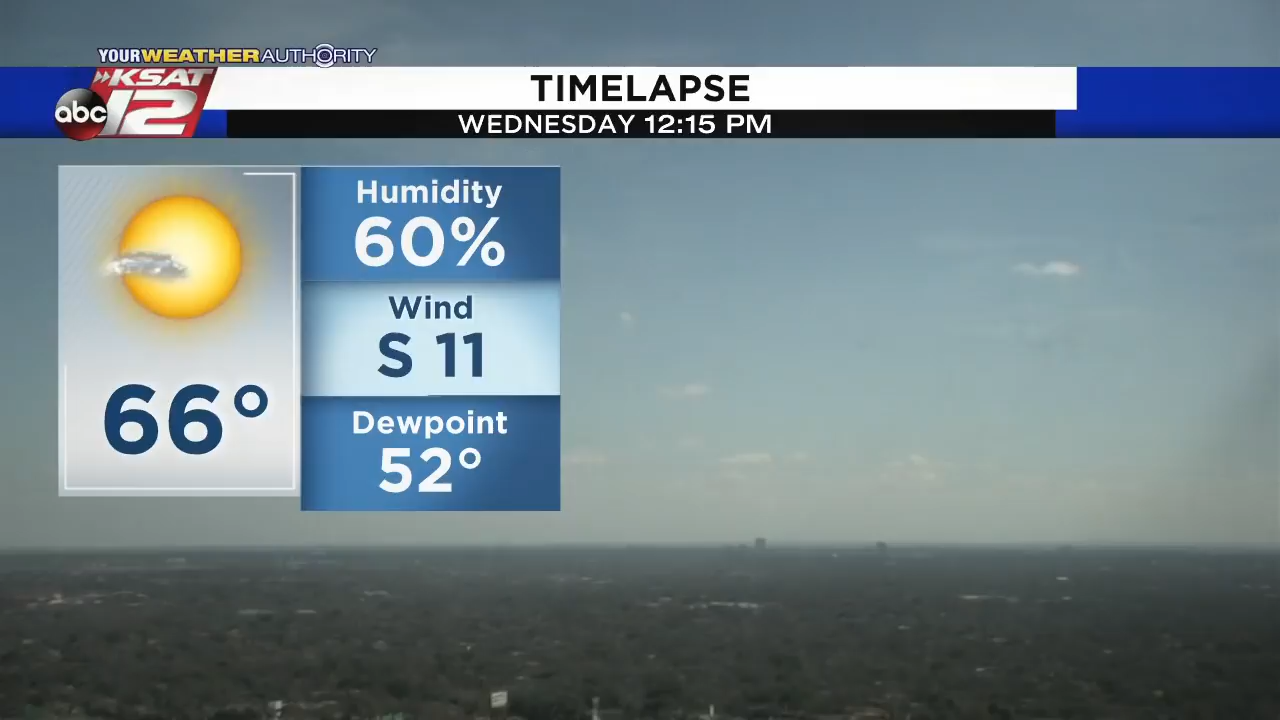 YOURWEATHERAUTHORITY
KSAT
abc 12
TIMELAPSE
WEDNESDAY 12:15 PM
66°
Humidity
60%
Wind
S 11
Dewpoint
52°